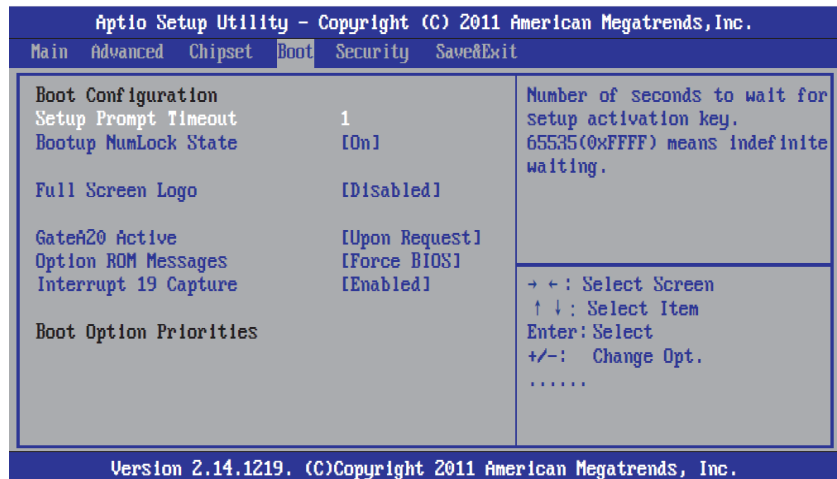 Aptio Setup Utility - Copyright (C) 2011 American Megatrends,Inc.
Main Advanced Chipset Boot Security Save&Exit
Boot Configuration
Setup Prompt Timeout 1
Bootup NumLock State [On]
Full Screen Logo [Disabled]
GateA20 Active [Upon Request]
Option ROM Messages [Force BIOS]
Interrupt 19 Capture [Enabled]
Boot Option Priorities
Number of seconds to wait for
setup activation key.
65535(0xFFFF) means indefinite
waiting.
→ ←: Select Screen
↑ ↓: Select Item
Enter: Select
+/-: Change Opt.
......
Version 2.14.1219. (C)Copyright 2011 American Megatrends, Inc.